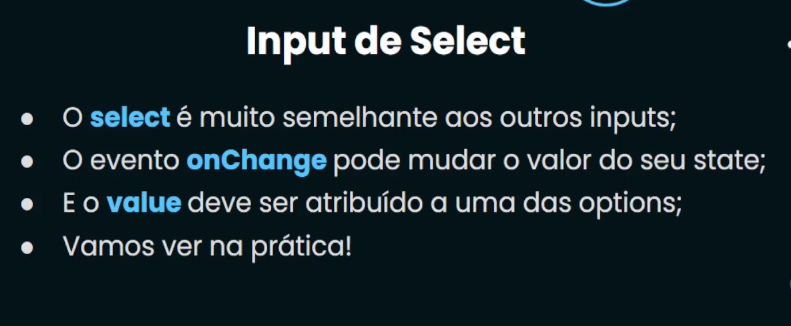 Input de Select
● O select é muito semelhante aos outros inputs;
● O evento onChange pode mudar o valor do seu state;
● E o value deve ser atribuído a uma das options;
● Vamos ver na prática!